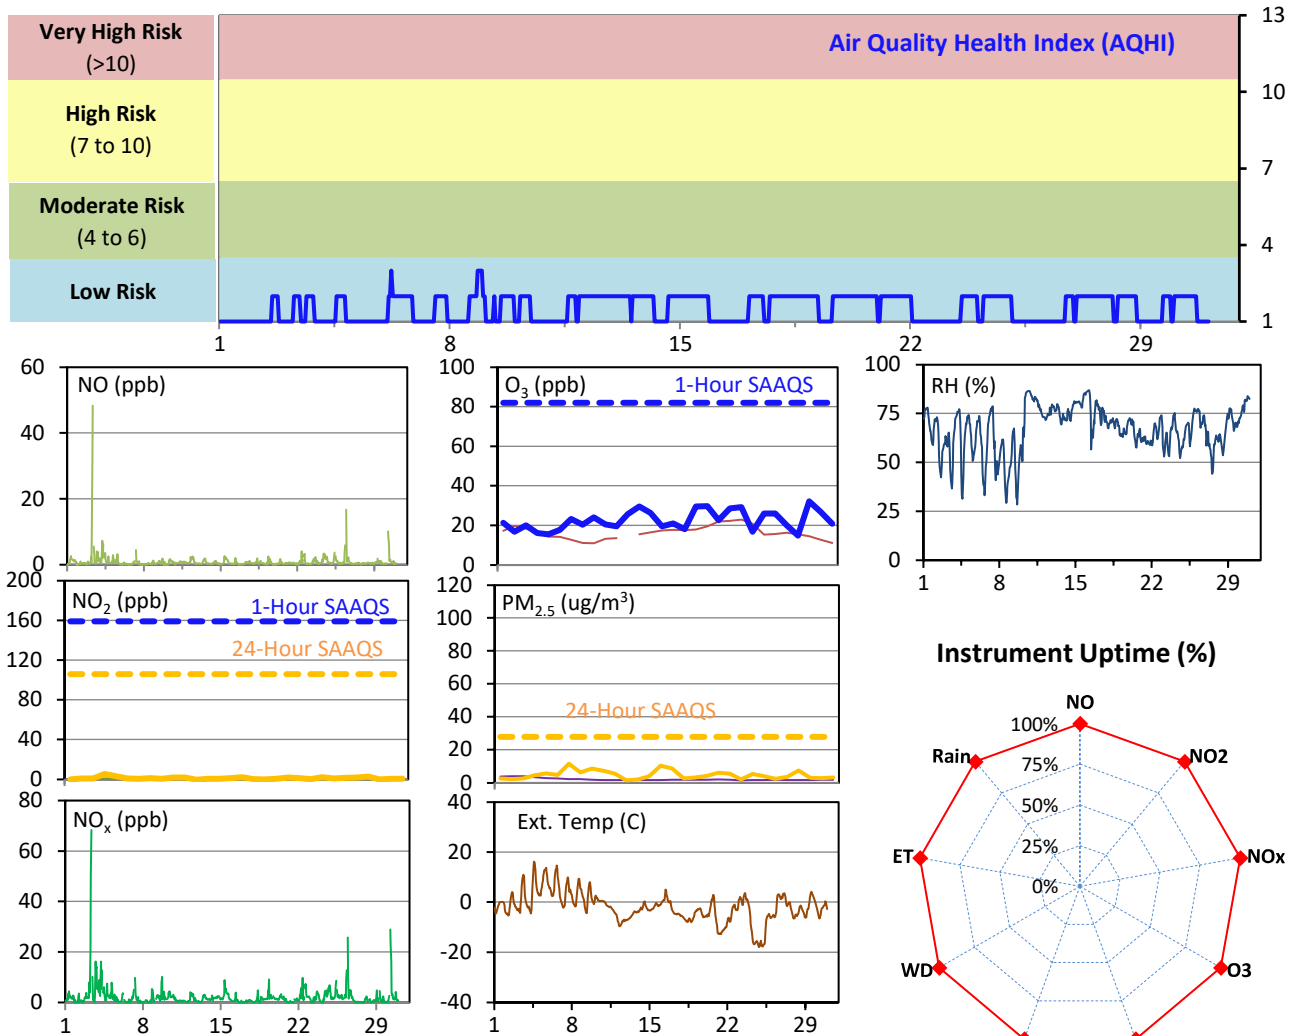 Very High Risk
(>10)
High Risk
(7 to 10)
Moderate Risk
(4 to 6)
Low Risk
Air Quality Health Index (AQHI)
13
10
7
4
1
1 8 15 22 29
NO (ppb)
60
40
20
0
O3 (ppb)
1-Hour SAAQS
100
80
60
40
20
0
RH (%)
100
75
50
25
0
1 8 15 22 29
NO2 (ppb)
1-Hour SAAQS
24-Hour SAAQS
200
160
120
80
40
0
PM2.5 (ug/m³)
24-Hour SAAQS
120
100
80
60
40
20
0
NOx (ppb)
80
60
40
20
0
1 8 15 22 29
Ext. Temp (C)
40
20
0
-20
-40
1 8 15 22 29
Instrument Uptime (%)
NO
100%
75%
50%
25%
0%
Rain
NO2
ET
NOx
WD
O3